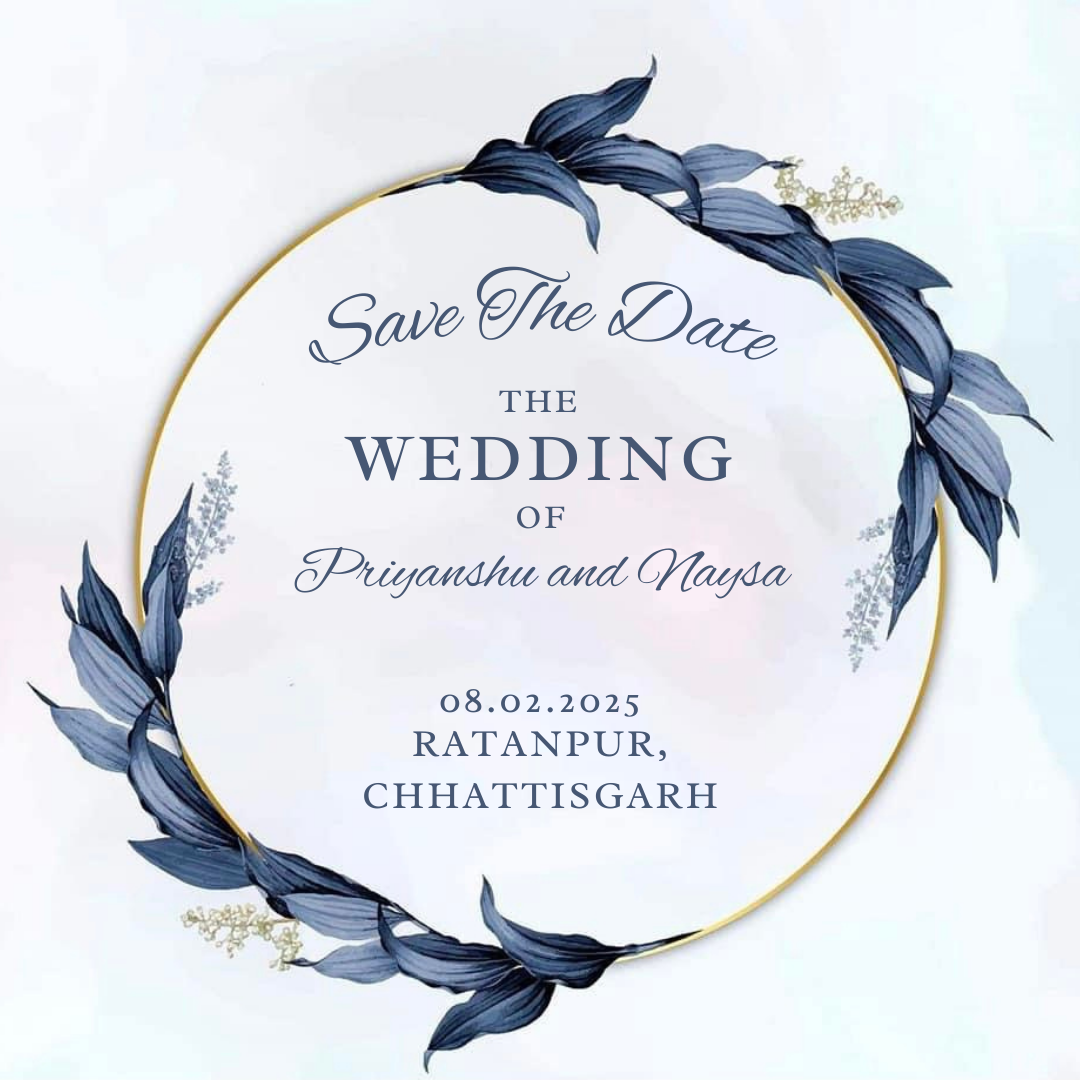 Save The Date
THE
WEDDING
OF
Priyanshu and Naysa
08.02.2025
RATANPUR,
CHHATTISGARH